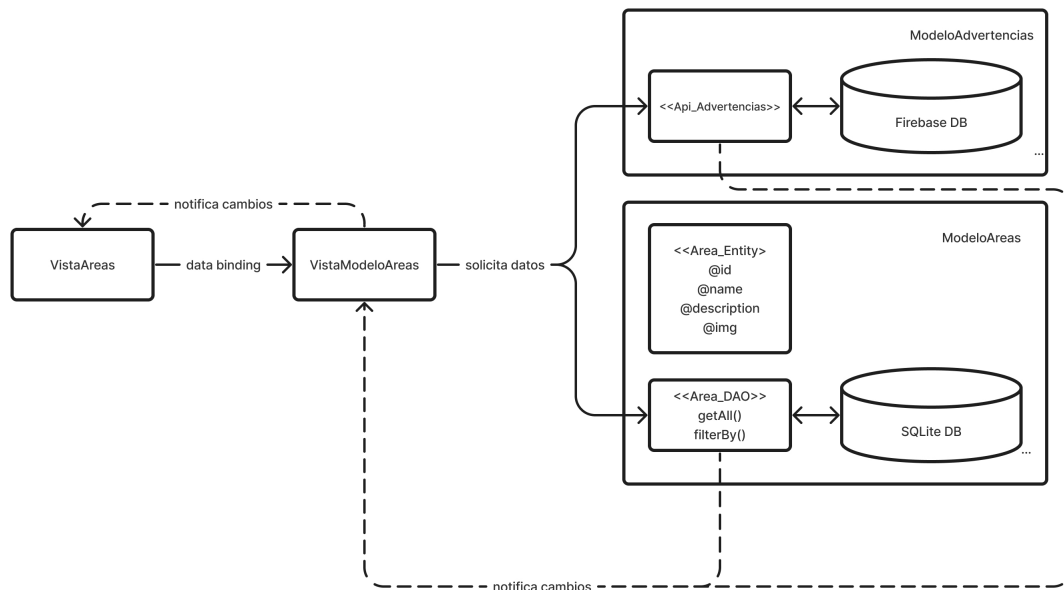 ModeloAdvertencias
<<Api_Advertencias>>
Firebase DB
...
notifica cambios
VistaAreas
data binding
VistaModeloAreas
solicita datos
ModeloAreas
<<Area_Entity>
@id
@name
@description
@img
<<Area_DAO>>
getAll()
filterBy()
SQLite DB
...
notifica cambios